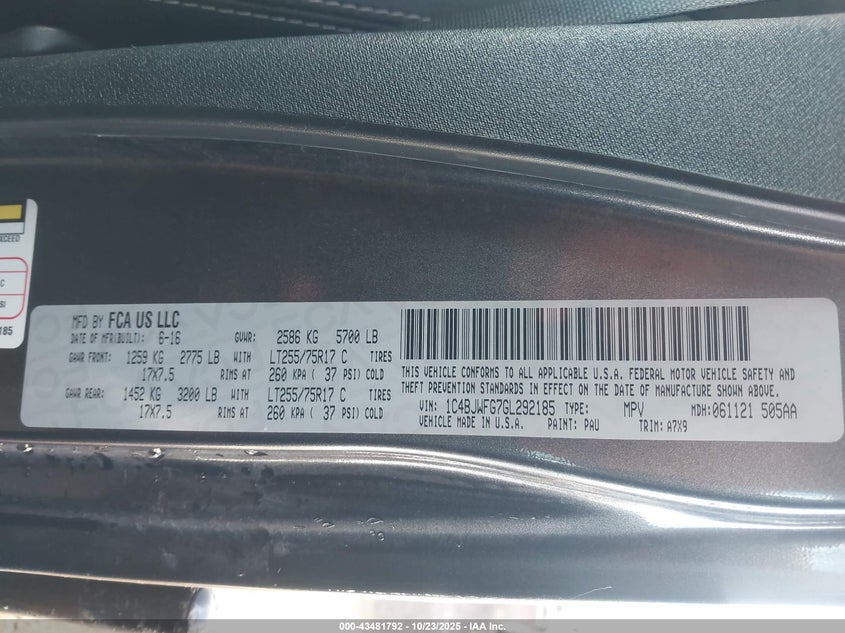 XCEED
C
SI
185
MFD BY FCA US LLC
DATE OF MFR(BUILT): 6-16 GVWR: 2586 KG 5700 LB
GAWR FRONT: 1259 KG 2775 LB WITH LT255/75R17 C TIRES
17X7.5 RIMS AT 260 KPA ( 37 PSI) COLD
GAWR REAR: 1452 KG 3200 LB WITH LT255/75R17 C TIRES
17X7.5 RIMS AT 260 KPA ( 37 PSI) COLD
THIS VEHICLE CONFORMS TO ALL APPLICABLE U.S.A. FEDERAL MOTOR VEHICLE SAFETY AND
THEFT PREVENTION STANDARDS IN EFFECT ON THE DATE OF MANUFACTURE SHOWN ABOVE.
VIN: 1C4BJWFG7GL292185 TYPE: MPV MDH: 061121 505AA
VEHICLE MADE IN U.S.A. PAINT: PAU TRIM: A7X9
000-43481792 - 10/23/2025 - IAA Inc.